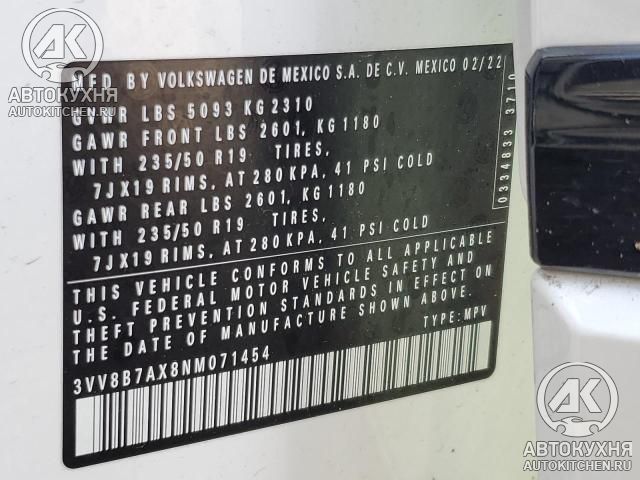 MFD. BY VOLKSWAGEN DE MEXICO S.A. DE C.V. MEXICO 02/22
GVWR LBS 5093 KG 2310
GAWR FRONT LBS 2601, KG 1180
WITH 235/50 R19 TIRES,
7JX19 RIMS, AT 280 KPA, 41 PSI COLD
GAWR REAR LBS 2601, KG 1180
WITH 235/50 R19 TIRES,
7JX19 RIMS, AT 280 KPA, 41 PSI COLD
THIS VEHICLE CONFORMS TO ALL APPLICABLE
U.S. FEDERAL MOTOR VEHICLE SAFETY AND
THEFT PREVENTION STANDARDS IN EFFECT ON
THE DATE OF MANUFACTURE SHOWN ABOVE.
3VV8B7AX8NM071454 TYPE: MPV
0334833 3710
АК
АВТОКУХНЯ
AUTOKITCHEN.RU
АК
АВТОКУХНЯ
AUTOKITCHEN.RU